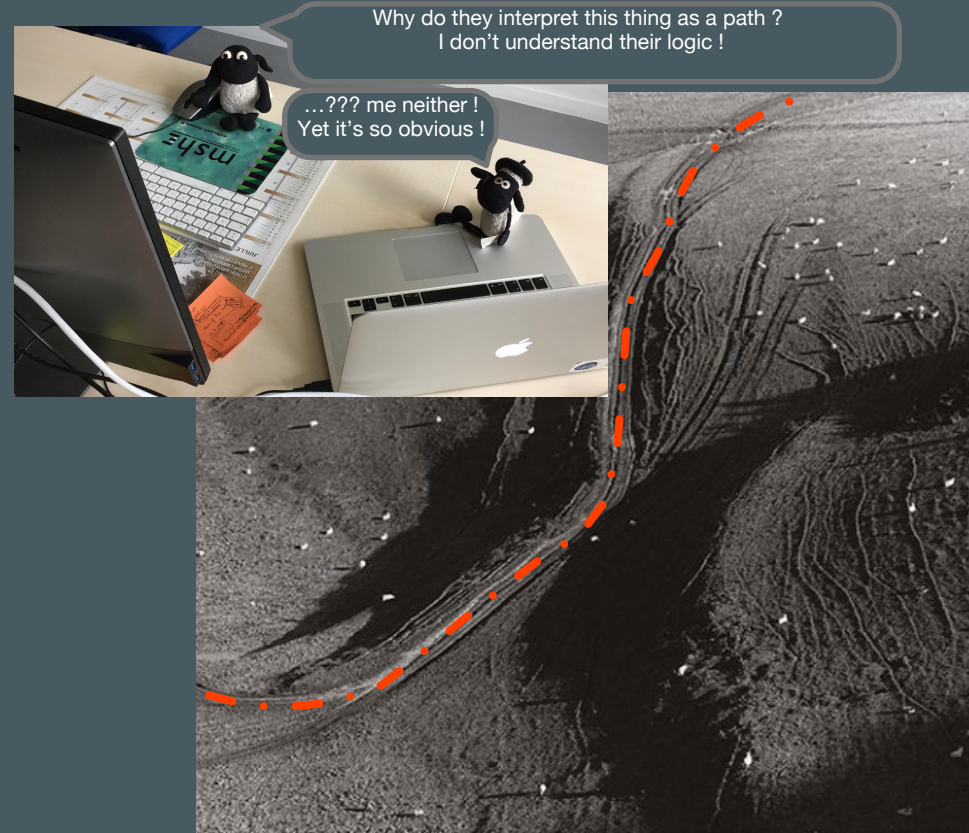 Why do they interpret this thing as a path ?
I don't understand their logic !
...??? me neither !
Yet it's so obvious !
mshe
JUILLET